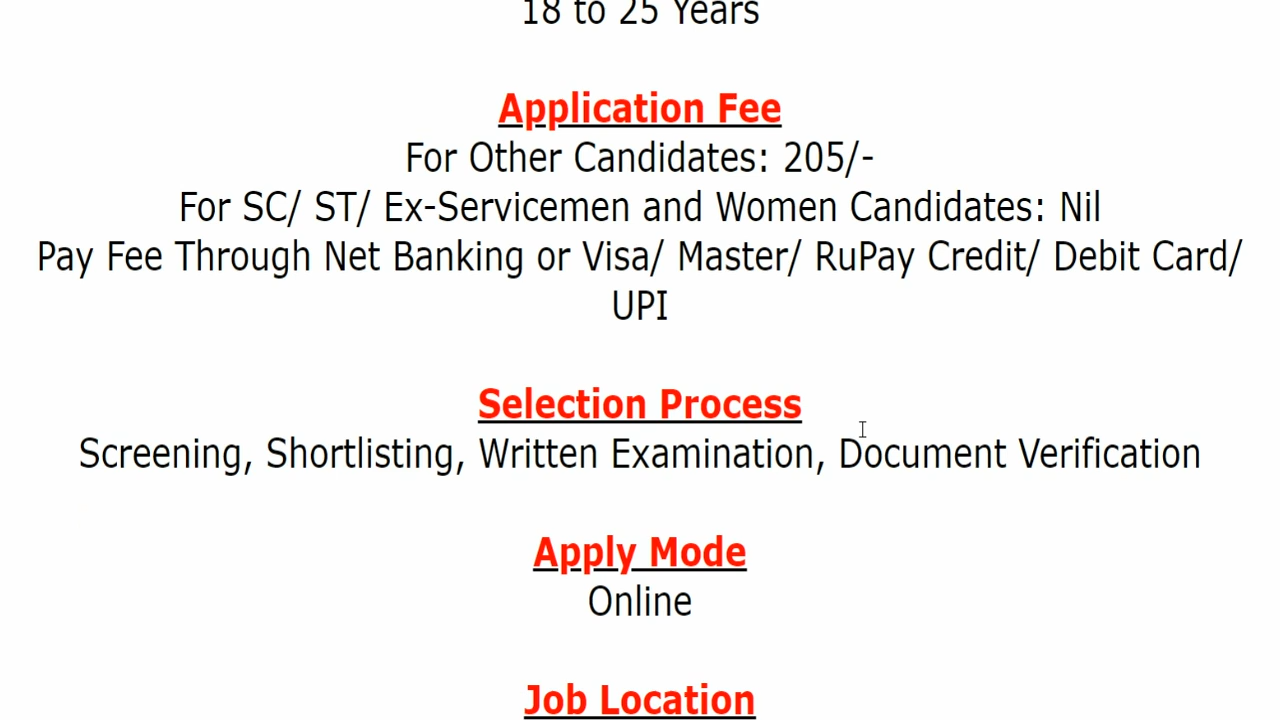 18 to 25 Years
Application Fee
For Other Candidates: 205/-
For SC/ ST/ Ex-Servicemen and Women Candidates: Nil
Pay Fee Through Net Banking or Visa/ Master/ RuPay Credit/ Debit Card/
UPI
Selection Process
Screening, Shortlisting, Written Examination, Document Verification
Apply Mode
Online
Job Location